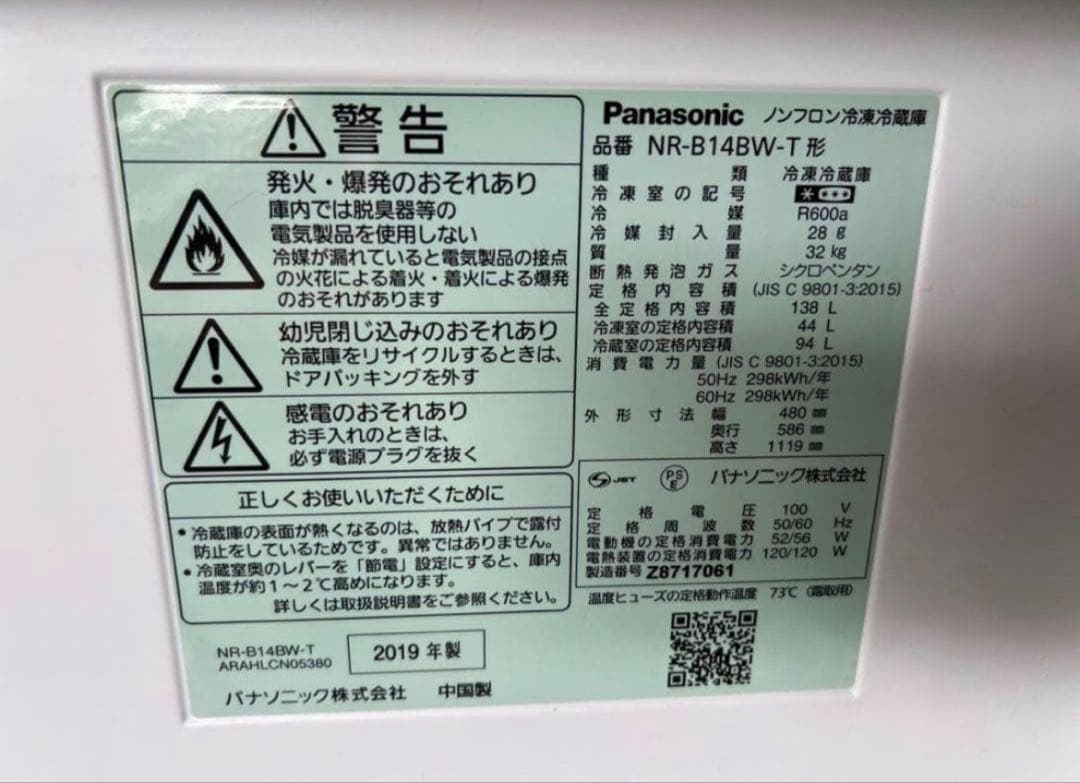 警告
発火・爆発のおそれあり
庫内では脱臭器等の
電気製品を使用しない
冷媒が漏れていると電気製品の接点
の火花による着火・着火による爆発
のおそれがあります
幼児閉じ込みのおそれあり
冷蔵庫をリサイクルするときは、
ドアパッキングを外す
感電のおそれあり
お手入れのときは、
必ず電源プラグを抜く
正しくお使いいただくために
・冷蔵庫の表面が熱くなるのは、放熱パイプで露付
防止をしているためです。異常ではありません。
・冷蔵室奥のレバーを「節電」設定にすると、庫内
温度が約1～2℃高めになります。
詳しくは取扱説明書をご参照ください。
NR-B14BW-T
ARAHLCN05380
2019 年製
パナソニック株式会社 中国製
Panasonic ノンフロン冷凍冷蔵庫
品番 NR-B14BW-T 形
種類 冷凍冷蔵庫
冷凍室の記号
冷媒 R600a
冷媒封入量 28 g
質量 32 kg
断熱発泡ガス シクロペンタン
定格内容積 (JIS C 9801-3:2015)
全定格内容積 138 L
冷凍室の定格内容積 44 L
冷蔵室の定格内容積 94 L
消費電力量 (JIS C 9801-3:2015)
50Hz 298kWh/年
60Hz 298kWh/年
外形寸法 幅 480 mm
奥行 586 mm
高さ 1119 mm
JET PSE パナソニック株式会社
定格電圧 100 V
定格周波数 50/60 Hz
電動機の定格消費電力 52/56 W
電熱装置の定格消費電力 120/120 W
製造番号 Z8717061
温度ヒューズの定格動作温度 73℃ (霜取用)